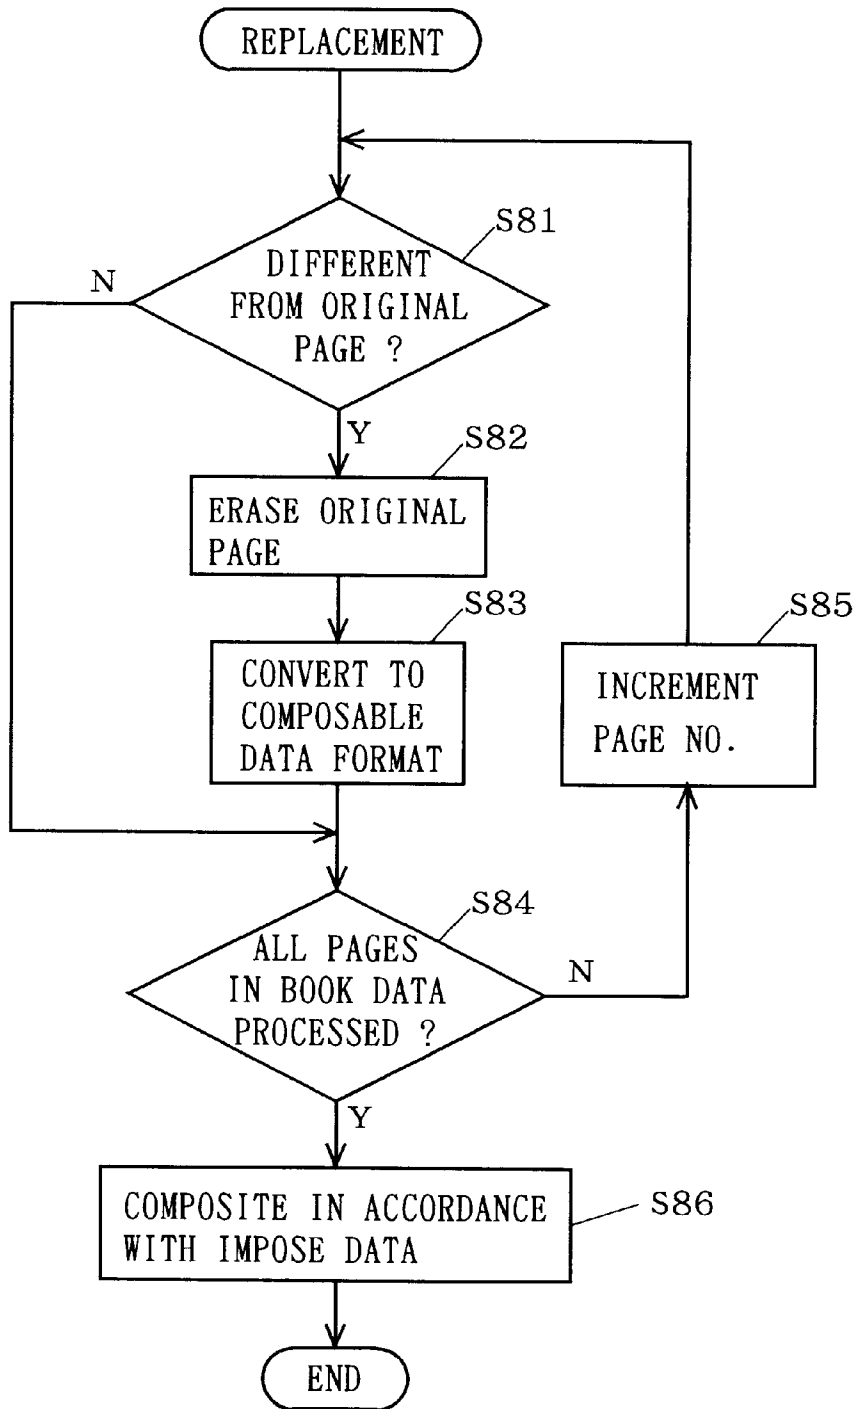 REPLACEMENT
S81
DIFFERENT
FROM ORIGINAL
PAGE ?
N
Y
S82
ERASE ORIGINAL
PAGE
S83
CONVERT TO
COMPOSABLE
DATA FORMAT
S85
INCREMENT
PAGE NO.
S84
ALL PAGES
IN BOOK DATA
PROCESSED ?
N
Y
COMPOSITE IN ACCORDANCE
WITH IMPOSE DATA
S86
END